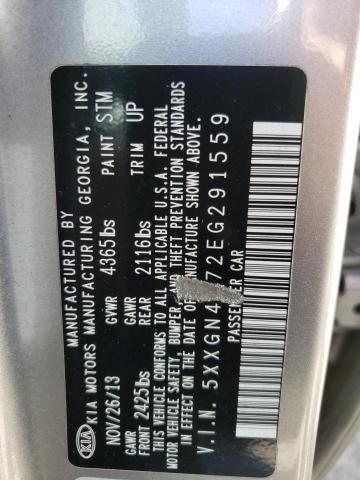 KIA
MANUFACTURED BY
KIA MOTORS MANUFACTURING GEORGIA, INC.
NOV/26/13 GVWR 4365lbs PAINT STM
GAWR FRONT 2425lbs GAWR REAR 2116lbs TRIM UP
THIS VEHICLE CONFORMS TO ALL APPLICABLE U.S.A. FEDERAL
MOTOR VEHICLE SAFETY, BUMPER AND THEFT PREVENTION STANDARDS
IN EFFECT ON THE DATE OF MANUFACTURE SHOWN ABOVE.
V.I.N. 5XXGN4 72EG291559
PASSENGER CAR